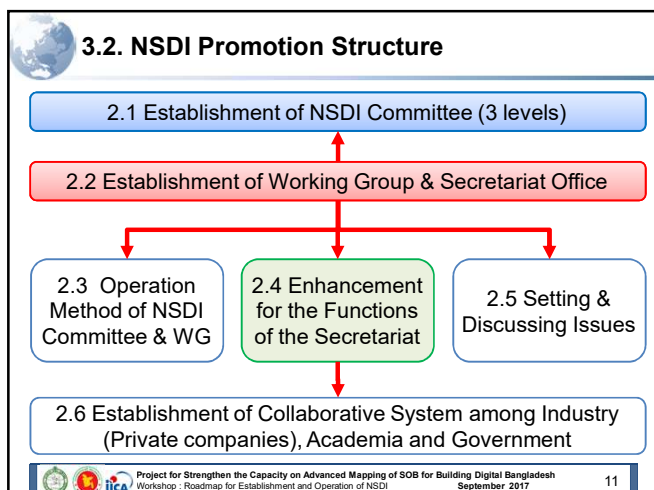 3.2. NSDI Promotion Structure
2.1 Establishment of NSDI Committee (3 levels)
2.2 Establishment of Working Group & Secretariat Office
2.3 Operation
Method of NSDI
Committee & WG
2.4 Enhancement
for the Functions
of the Secretariat
2.5 Setting &
Discussing Issues
2.6 Establishment of Collaborative System among Industry
(Private companies), Academia and Government
jICA
Project for Strengthen the Capacity on Advanced Mapping of SOB for Building Digital Bangladesh
Workshop : Roadmap for Establishment and Operation of NSDI September 2017
11